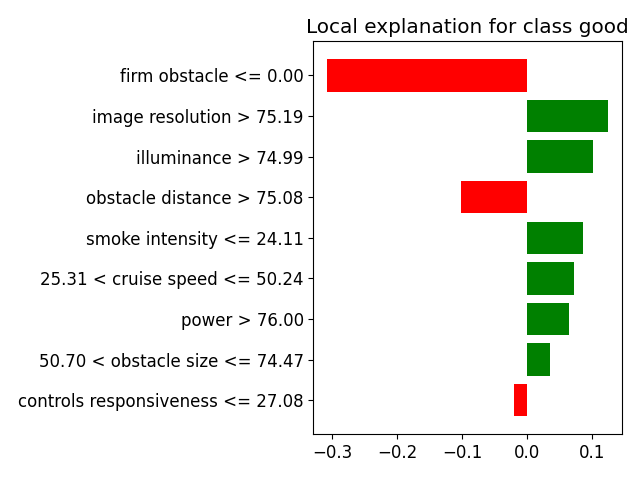 Local explanation for class good
firm obstacle <= 0.00
image resolution > 75.19
illuminance > 74.99
obstacle distance > 75.08
smoke intensity <= 24.11
25.31 < cruise speed <= 50.24
power > 76.00
50.70 < obstacle size <= 74.47
controls responsiveness <= 27.08
−0.3 −0.2 −0.1 0.0 0.1